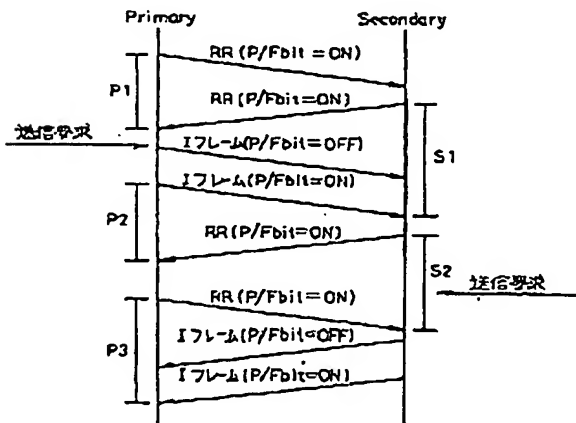 Primary Secondary
RR (P/Fbit=ON)
P1
RR (P/Fbit=ON)
送信要求
Iフレーム(P/Fbit=OFF)
S1
Iフレーム(P/Fbit=ON)
P2
RR (P/Fbit=ON)
S2
送信要求
RR (P/Fbit=ON)
Iフレーム(P/Fbit=OFF)
P3
Iフレーム(P/Fbit=ON)